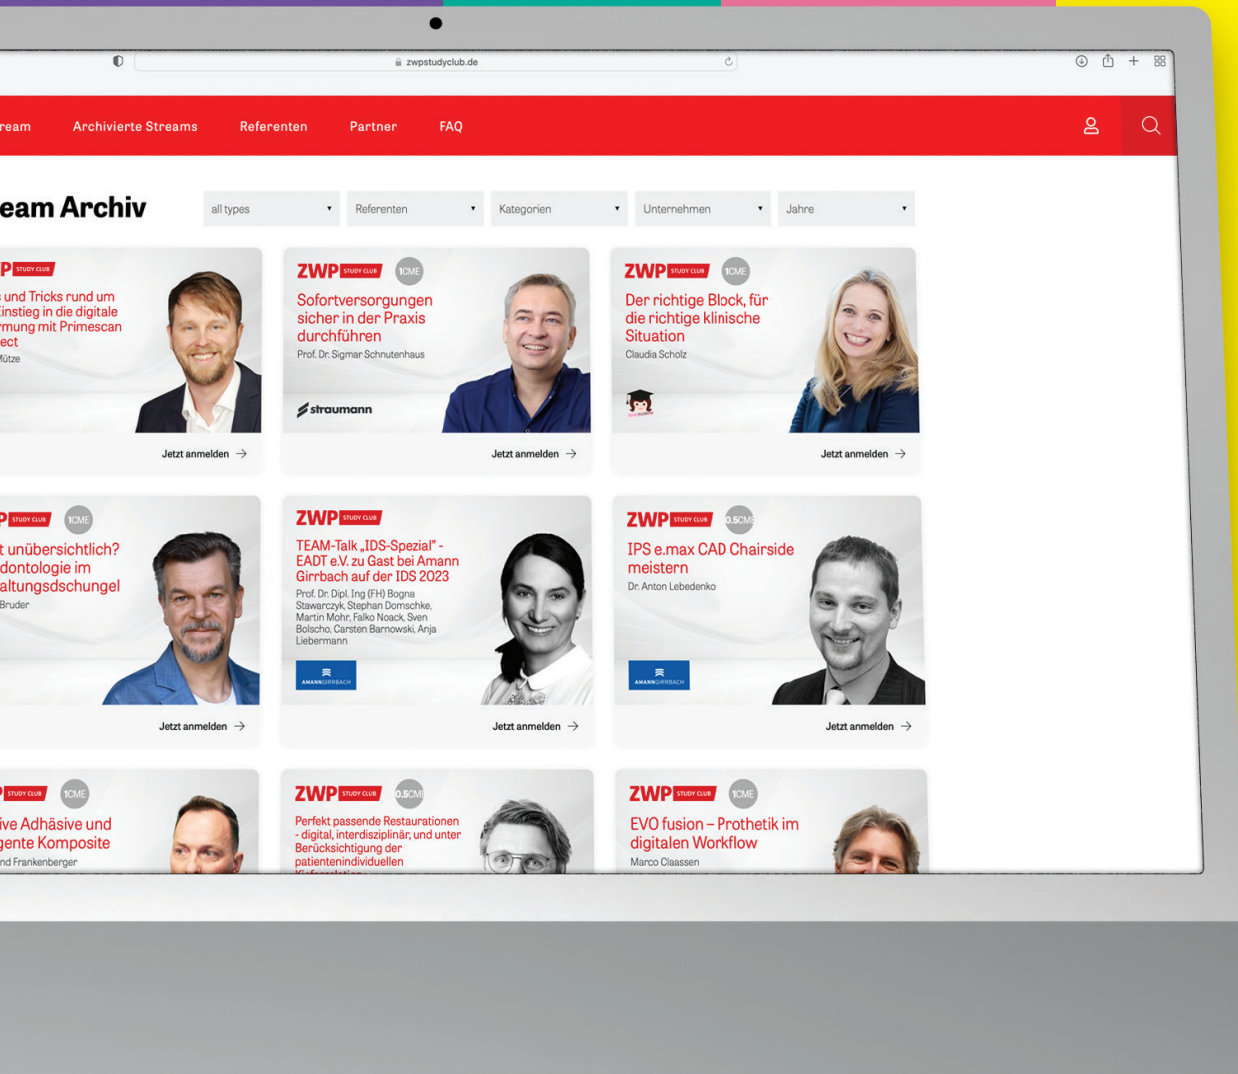 zwpstudyclub.de
ream Archivierte Streams Referenten Partner FAQ
eam Archiv
all types Referenten Kategorien Unternehmen Jahre
P STUDY CLUB
und Tricks rund um
instieg in die digitale
rmung mit Primescan
ect
Mütze
Jetzt anmelden
ZWP STUDY CLUB 1CME
Sofortversorgungen
sicher in der Praxis
durchführen
Prof. Dr. Sigmar Schnutenhaus
straumann
Jetzt anmelden
ZWP STUDY CLUB 1CME
Der richtige Block, für
die richtige klinische
Situation
Claudia Scholz
Jetzt anmelden
P STUDY CLUB 1CME
t unübersichtlich?
dontologie im
altungsdschungel
Bruder
Jetzt anmelden
ZWP STUDY CLUB
TEAM-Talk „IDS-Spezial" -
EADT e.V. zu Gast bei Amann
Girrbach auf der IDS 2023
Prof. Dr. Dipl. Ing (FH) Bogna
Stawarczyk, Stephan Domschke,
Martin Mohr, Falko Noack, Sven
Bolscho, Carsten Barnowski, Anja
Liebermann
AMANNGIRRBACH
Jetzt anmelden
ZWP STUDY CLUB 0.5CME
IPS e.max CAD Chairside
meistern
Dr. Anton Lebedenko
AMANNGIRRBACH
Jetzt anmelden
STUDY CLUB 1CME
ive Adhäsive und
gente Komposite
nd Frankenberger
ZWP STUDY CLUB 0.5CME
Perfekt passende Restaurationen
- digital, interdisziplinär, und unter
Berücksichtigung der
patientenindividuellen
ZWP STUDY CLUB 1CME
EVO fusion – Prothetik im
digitalen Workflow
Marco Claassen